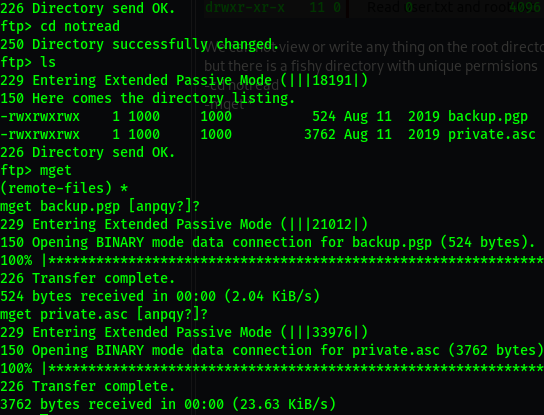 226 Directory send OK.
drwxr-xr-x 11 0 0 4096
ftp> cd notread
250 Directory successfully changed.
view or write any thing on the root
ftp> ls
but there is a fishy directory with unique permisions
229 Entering Extended Passive Mode (|||18191|)
cd notread
150 Here comes the directory listing.
-rwxrwxrwx 1 1000 1000 524 Aug 11 2019 backup.pgp
-rwxrwxrwx 1 1000 1000 3762 Aug 11 2019 private.asc
226 Directory send OK.
ftp> mget
(remote-files) *
mget backup.pgp [anpqy?]?
229 Entering Extended Passive Mode (|||21012|)
150 Opening BINARY mode data connection for backup.pgp (524 bytes).
100% |**************************************************************
226 Transfer complete.
524 bytes received in 00:00 (2.04 KiB/s)
mget private.asc [anpqy?]?
229 Entering Extended Passive Mode (|||33976|)
150 Opening BINARY mode data connection for private.asc (3762 bytes)
100% |**************************************************************
226 Transfer complete.
3762 bytes received in 00:00 (23.63 KiB/s)